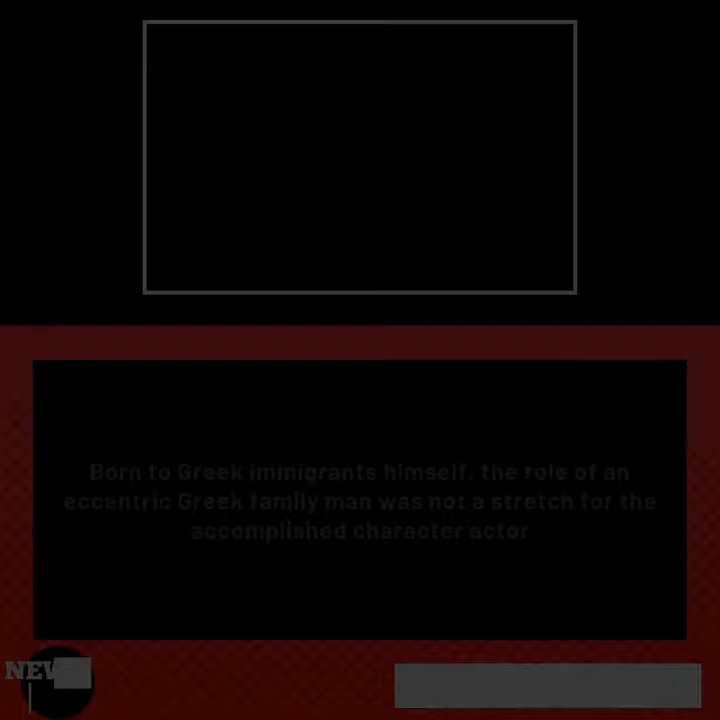 Born to Greek immigrants himself, the role of an
eccentric Greek family man was not a stretch for the
accomplished character actor